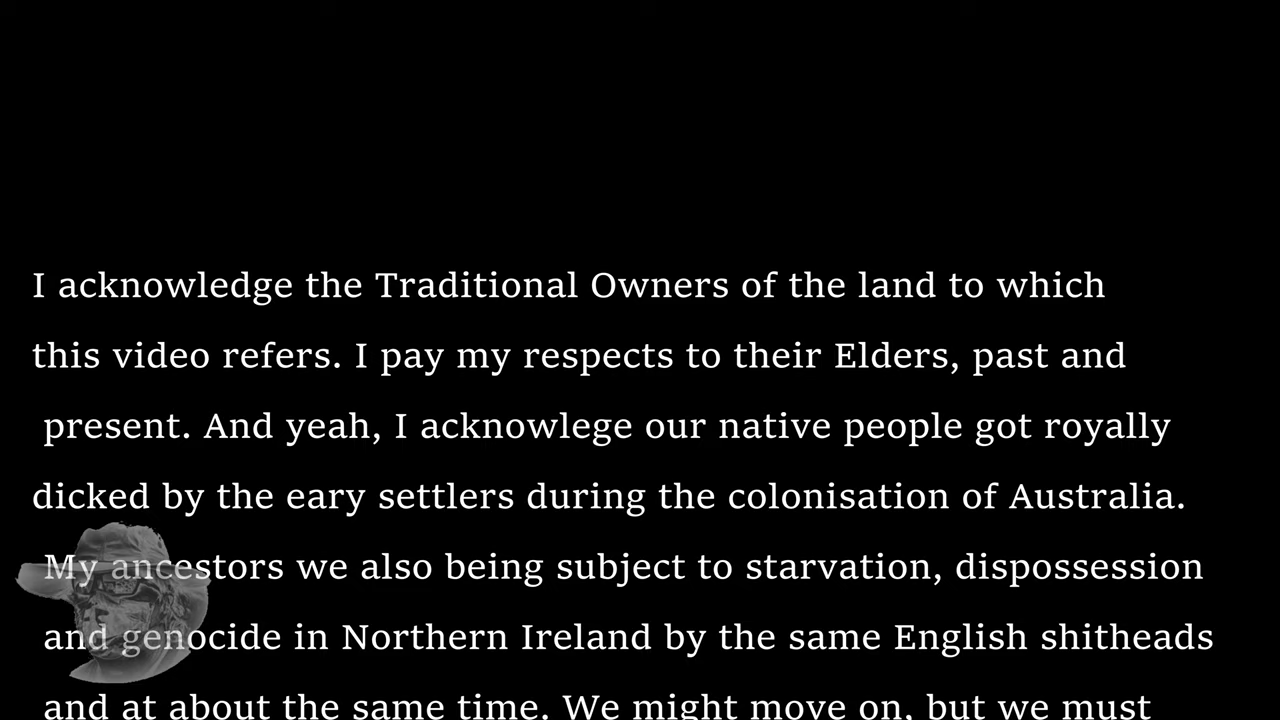 I acknowledge the Traditional Owners of the land to which
this video refers. I pay my respects to their Elders, past and
present. And yeah, I acknowlege our native people got royally
dicked by the eary settlers during the colonisation of Australia.
My ancestors we also being subject to starvation, dispossession
and genocide in Northern Ireland by the same English shitheads
and at about the same time. We might move on, but we must